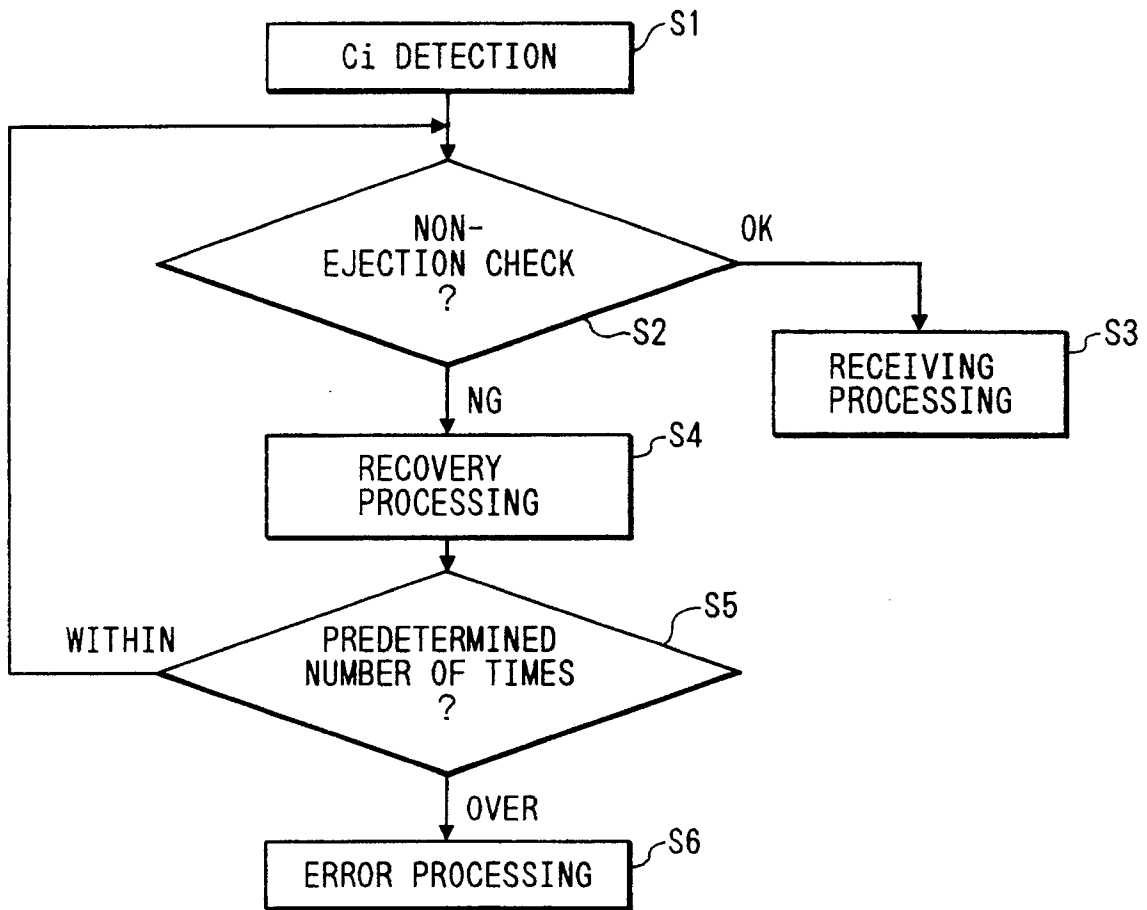 S1
Ci DETECTION
NON-
EJECTION CHECK
?
OK
S2
S3
RECEIVING
PROCESSING
NG
S4
RECOVERY
PROCESSING
S5
WITHIN
PREDETERMINED
NUMBER OF TIMES
?
OVER
S6
ERROR PROCESSING